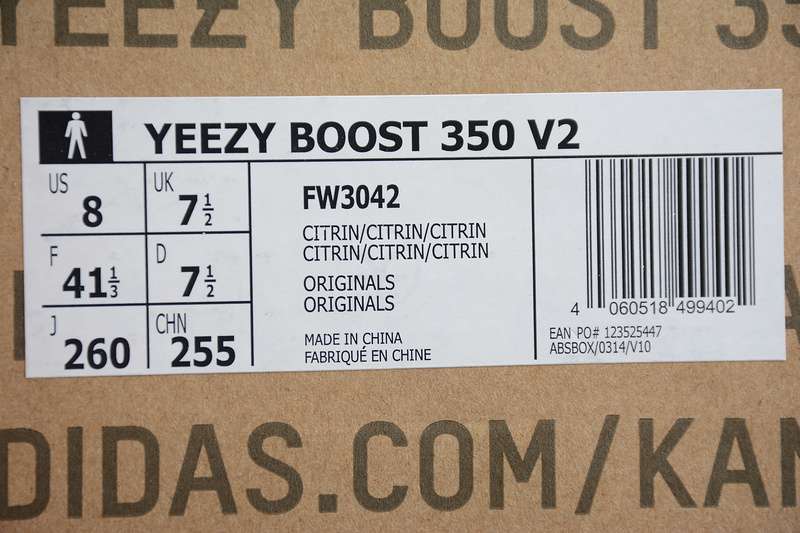 YEEZY BOOST 35
YEEZY BOOST 350 V2
US
8
UK
7 1/2
F
41 1/3
D
7 1/2
J
260
CHN
255
FW3042
CITRIN/CITRIN/CITRIN
CITRIN/CITRIN/CITRIN
ORIGINALS
ORIGINALS
MADE IN CHINA
FABRIQUÉ EN CHINE
4 060518 499402
EAN PO# 123525447
ABSBOX/0314/V10
ADIDAS.COM/KAN